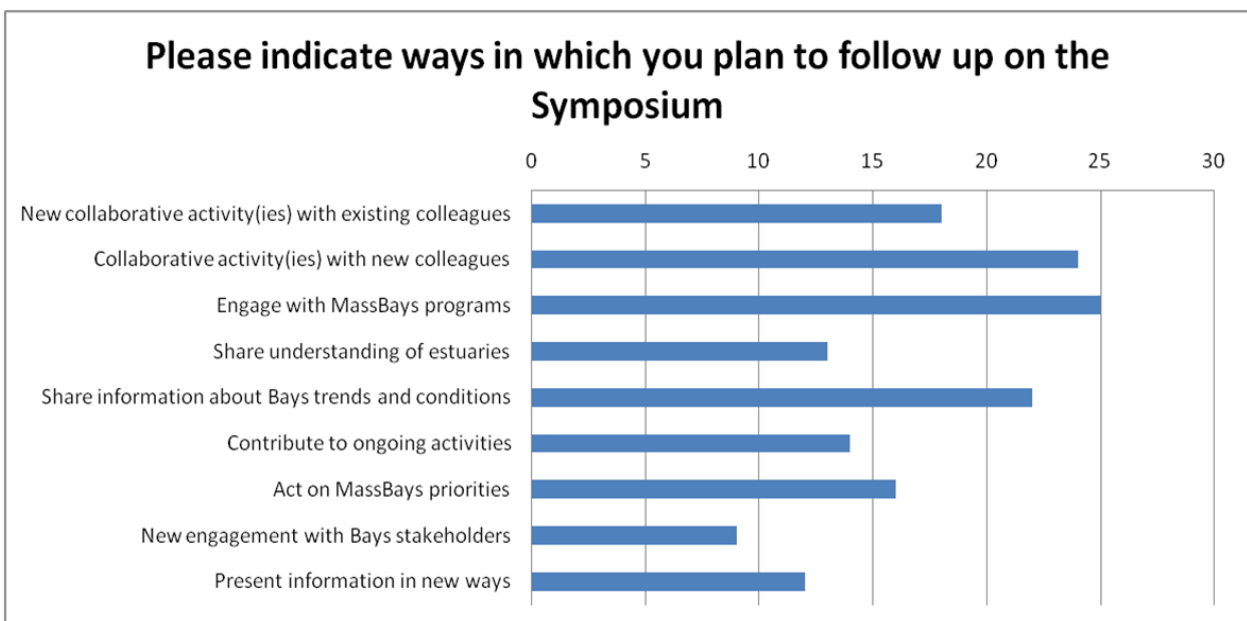 Please indicate ways in which you plan to follow up on the
Symposium
0 5 10 15 20 25 30
New collaborative activity(ies) with existing colleagues
Collaborative activity(ies) with new colleagues
Engage with MassBays programs
Share understanding of estuaries
Share information about Bays trends and conditions
Contribute to ongoing activities
Act on MassBays priorities
New engagement with Bays stakeholders
Present information in new ways